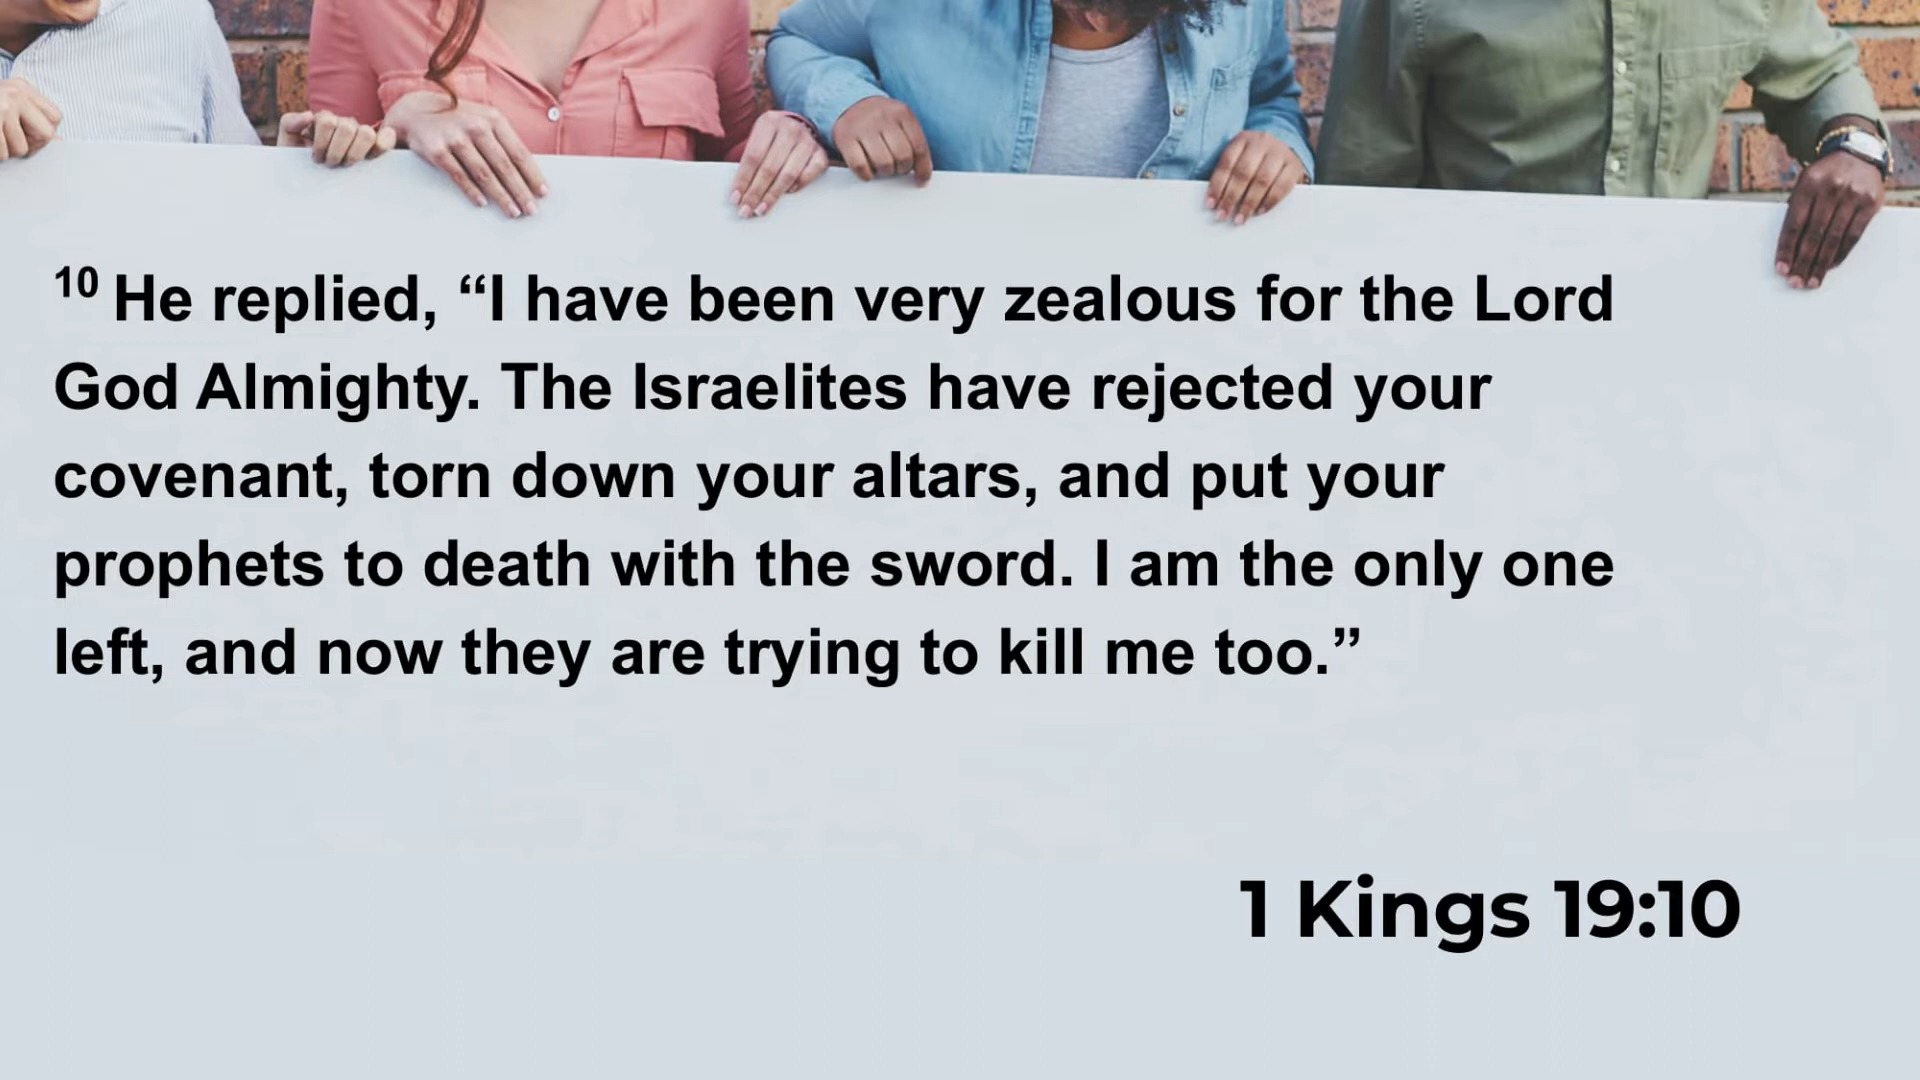 10 He replied, “I have been very zealous for the Lord
God Almighty. The Israelites have rejected your
covenant, torn down your altars, and put your
prophets to death with the sword. I am the only one
left, and now they are trying to kill me too.”
1 Kings 19:10